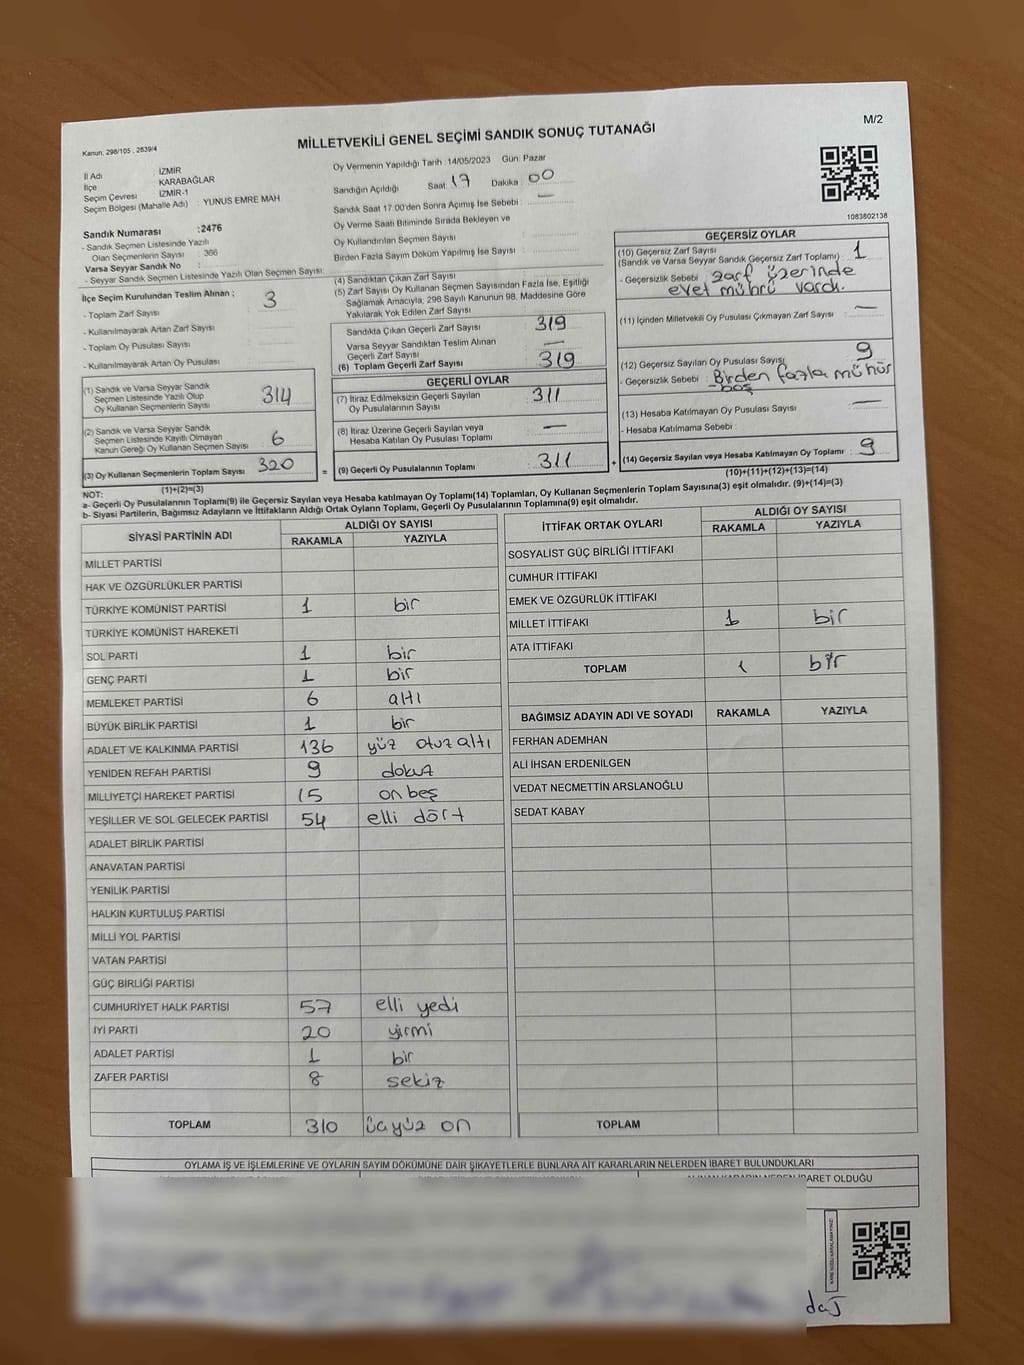 M/2
Kanun: 298/105 , 2839/4
MİLLETVEKİLİ GENEL SEÇİMİ SANDIK SONUÇ TUTANAĞI
İl Adı İZMİR
İlçe KARABAĞLAR
Seçim Çevresi İZMİR-1
Seçim Bölgesi (Mahalle Adı) : YUNUS EMRE MAH
Sandık Numarası :2476
- Sandık Seçmen Listesinde Yazılı
Olan Seçmenlerin Sayısı : 366
Varsa Seyyar Sandık No :
- Seyyar Sandık Seçmen Listesinde Yazılı Olan Seçmen Sayısı
İlçe Seçim Kurulundan Teslim Alınan ; 3
- Toplam Zarf Sayısı
- Kullanılmayarak Artan Zarf Sayısı
- Toplam Oy Pusulası Sayısı
- Kullanılmayarak Artan Oy Pusulası
(1) Sandık ve Varsa Seyyar Sandık
Seçmen Listesinde Yazılı Olup
Oy Kullanan Seçmenlerin Sayısı 314
(2) Sandık ve Varsa Seyyar Sandık
Seçmen Listesinde Kayıtlı Olmayan
Kanun Gereği Oy Kullanan Seçmen Sayısı 6
(3) Oy Kullanan Seçmenlerin Toplam Sayısı 320
(1)+(2)=(3)
Oy Vermenin Yapıldığı Tarih : 14/05/2023 Gün: Pazar
Sandığın Açıldığı Saat: 17 Dakika : 00
Sandık Saat 17.00'den Sonra Açımış İse Sebebi : —
Oy Verme Saati Bitiminde Sırada Bekleyen ve
Oy Kullandırılan Seçmen Sayısı :
Birden Fazla Sayım Döküm Yapılmış İse Sayısı :
(4) Sandıktan Çıkan Zarf Sayısı
(5) Zarf Sayısı Oy Kullanan Seçmen Sayısından Fazla İse, Eşitliği
Sağlamak Amacıyla, 298 Sayılı Kanunun 98. Maddesine Göre
Yakılarak Yok Edilen Zarf Sayısı
Sandıkta Çıkan Geçerli Zarf Sayısı 319
Varsa Seyyar Sandıktan Teslim Alınan
Geçerli Zarf Sayısı —
(6) Toplam Geçerli Zarf Sayısı 319
GEÇERLİ OYLAR
(7) İtiraz Edilmeksizin Geçerli Sayılan
Oy Pusulalarının Sayısı 311
(8) İtiraz Üzerine Geçerli Sayılan veya
Hesaba Katılan Oy Pusulası Toplamı —
= (9) Geçerli Oy Pusulalarının Toplamı 311 +
1083802138
GEÇERSİZ OYLAR
(10) Geçersiz Zarf Sayısı 1
(Sandık ve Varsa Seyyar Sandık Geçersiz Zarf Toplamı)
- Geçersizlik Sebebi : zarf üzerinde
evet mührü vardı.
(11) İçinden Milletvekili Oy Pusulası Çıkmayan Zarf Sayısı —
(12) Geçersiz Sayılan Oy Pusulası Sayısı 9
- Geçersizlik Sebebi : Birden fazla mühür
- boş
(13) Hesaba Katılmayan Oy Pusulası Sayısı —
- Hesaba Katılmama Sebebi :
(14) Geçersiz Sayılan veya Hesaba Katılmayan Oy Toplamı 9
(10)+(11)+(12)+(13)=(14)
NOT:
a- Geçerli Oy Pusulalarının Toplamı(9) ile Geçersiz Sayılan veya Hesaba katılmayan Oy Toplamı(14) Toplamları, Oy Kullanan Seçmenlerin Toplam Sayısına(3) eşit olmalıdır. (9)+(14)=(3)
b- Siyasi Partilerin, Bağımsız Adayların ve İttifakların Aldığı Ortak Oyların Toplamı, Geçerli Oy Pusulalarının Toplamına(9) eşit olmalıdır.
SİYASİ PARTİNİN ADI ALDIĞI OY SAYISI
RAKAMLA YAZIYLA
MİLLET PARTİSİ
HAK VE ÖZGÜRLÜKLER PARTİSİ
TÜRKİYE KOMÜNİST PARTİSİ 1 bir
TÜRKİYE KOMÜNİST HAREKETİ
SOL PARTİ 1 bir
GENÇ PARTİ 1 bir
MEMLEKET PARTİSİ 6 altı
BÜYÜK BİRLİK PARTİSİ 1 bir
ADALET VE KALKINMA PARTİSİ 136 yüz otuz altı
YENİDEN REFAH PARTİSİ 9 dokuz
MİLLİYETÇİ HAREKET PARTİSİ 15 on beş
YEŞİLLER VE SOL GELECEK PARTİSİ 54 elli dört
ADALET BİRLİK PARTİSİ
ANAVATAN PARTİSİ
YENİLİK PARTİSİ
HALKIN KURTULUŞ PARTİSİ
MİLLİ YOL PARTİSİ
VATAN PARTİSİ
GÜÇ BİRLİĞİ PARTİSİ
CUMHURİYET HALK PARTİSİ 57 elli yedi
İYİ PARTİ 20 yirmi
ADALET PARTİSİ 1 bir
ZAFER PARTİSİ 8 sekiz
TOPLAM 310 üçyüz on
İTTİFAK ORTAK OYLARI ALDIĞI OY SAYISI
RAKAMLA YAZIYLA
SOSYALİST GÜÇ BİRLİĞİ İTTİFAKI
CUMHUR İTTİFAKI
EMEK VE ÖZGÜRLÜK İTTİFAKI
MİLLET İTTİFAKI 1 bir
ATA İTTİFAKI
TOPLAM 1 bir
BAĞIMSIZ ADAYIN ADI VE SOYADI RAKAMLA YAZIYLA
FERHAN ADEMHAN
ALİ İHSAN ERDENİLGEN
VEDAT NECMETTİN ARSLANOĞLU
SEDAT KABAY
TOPLAM
OYLAMA İŞ VE İŞLEMLERİNE VE OYLARIN SAYIM DÖKÜMÜNE DAİR ŞİKAYETLERLE BUNLARA AİT KARARLARIN NELERDEN İBARET BULUNDUKLARI
ALINAN KARARIN NEDEN İBARET OLDUĞU